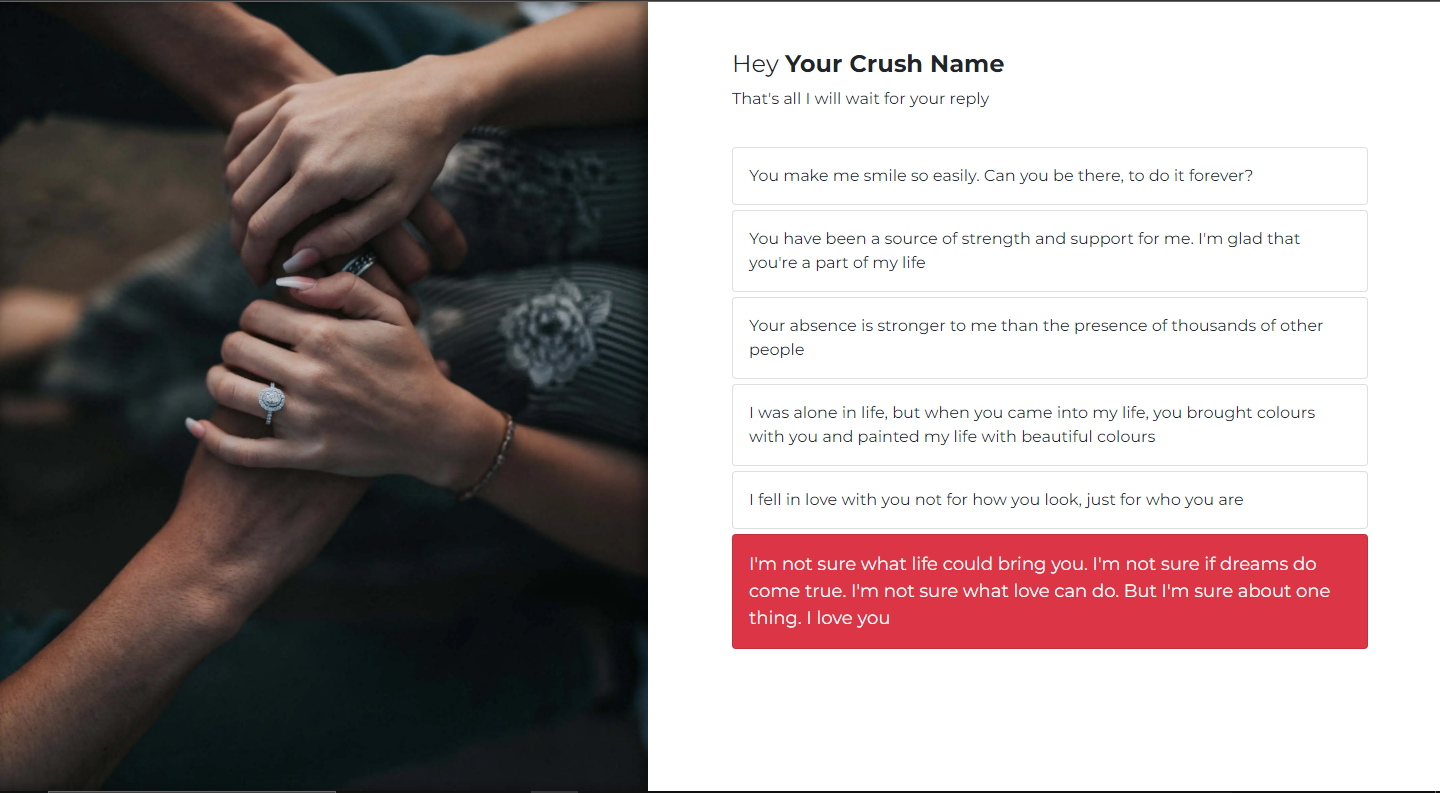 Hey Your Crush Name
That's all I will wait for your reply
You make me smile so easily. Can you be there, to do it forever?
You have been a source of strength and support for me. I'm glad that
you're a part of my life
Your absence is stronger to me than the presence of thousands of other
people
I was alone in life, but when you came into my life, you brought colours
with you and painted my life with beautiful colours
I fell in love with you not for how you look, just for who you are
I'm not sure what life could bring you. I'm not sure if dreams do
come true. I'm not sure what love can do. But I'm sure about one
thing. I love you